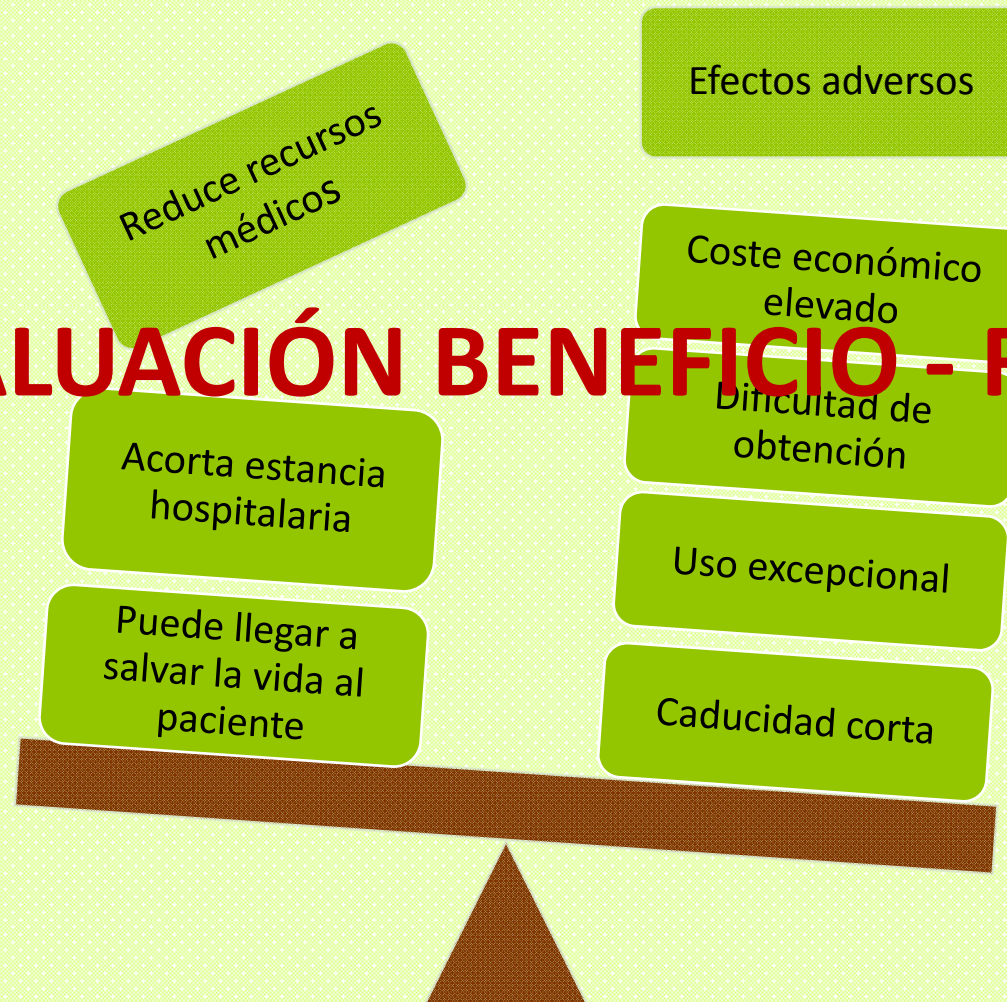 Efectos adversos
Reduce recursos
médicos
Coste económico
elevado
ALUACIÓN BENEFICIO -
Dificultad de
obtención
Acorta estancia
hospitalaria
Uso excepcional
Puede llegar a
salvar la vida al
paciente
Caducidad corta